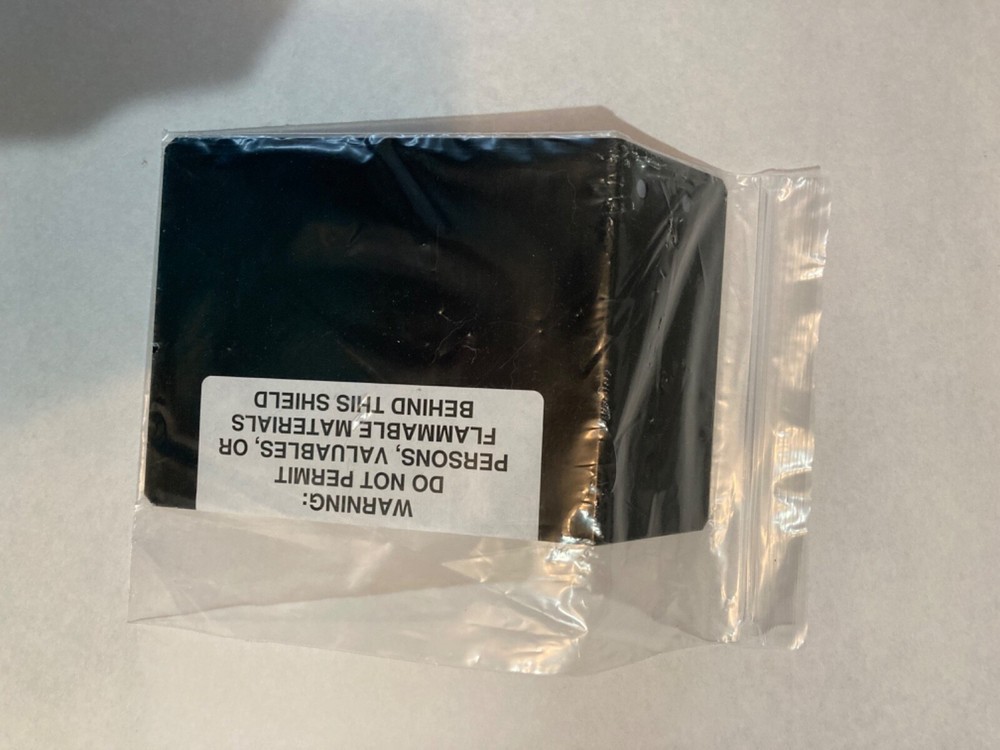 WARNING:
DO NOT PERMIT
PERSONS, VALUABLES, OR
FLAMMABLE MATERIALS
BEHIND THIS SHIELD